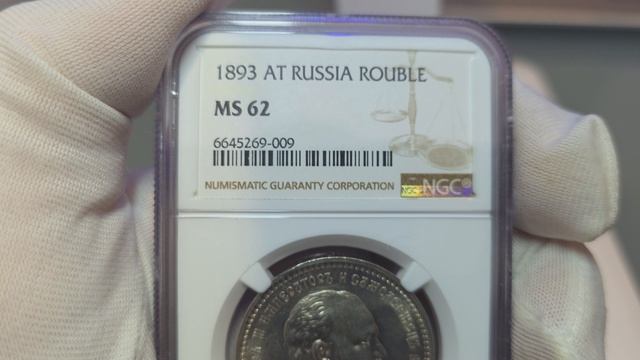 1893 AT RUSSIA ROUBLE
MS 62
6645269-009
NUMISMATIC GUARANTY CORPORATION
NGC®